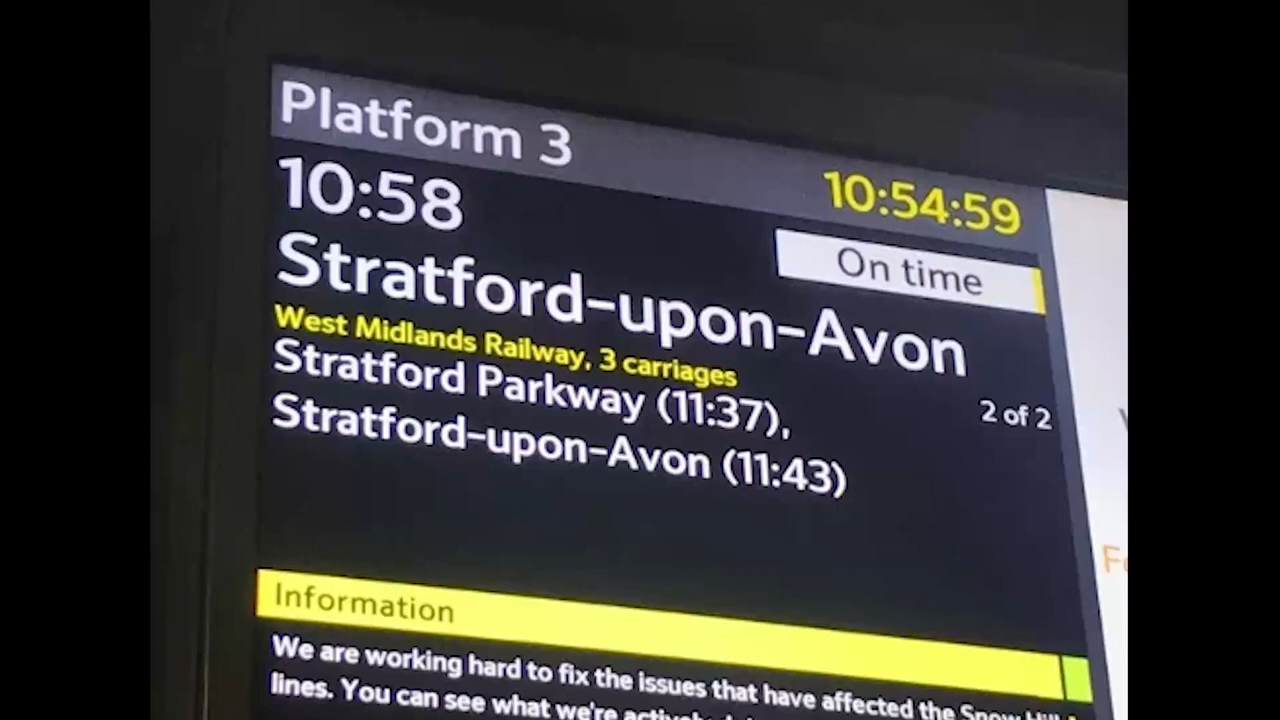 Platform 3
10:54:59
10:58
On time
Stratford-upon-Avon
West Midlands Railway, 3 carriages
Stratford Parkway (11:37),
2 of 2
Stratford-upon-Avon (11:43)
Information
We are working hard to fix the issues that have affected the Snow Hill
lines. You can see what we're